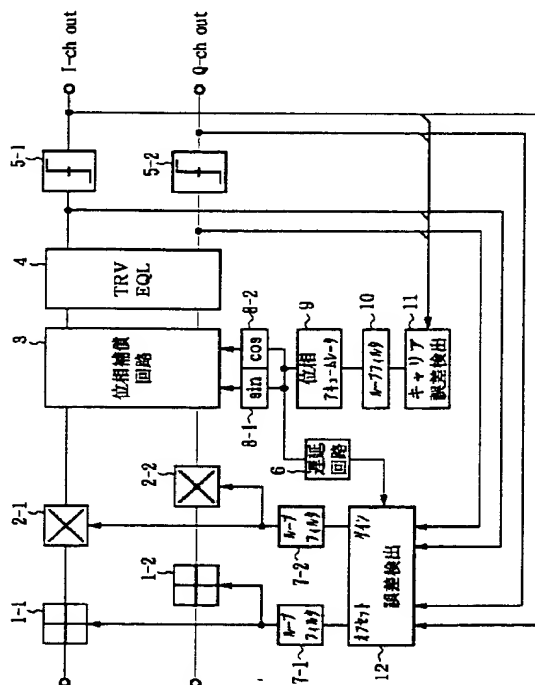 I-ch out
Q-ch out
5-1
5-2
4
TRV
EQL
3
位相補償
回路
8-2
cos
sin
8-1
9
位相
アキュームレータ
10
ループフィルタ
11
キャリア
誤差検出
6
遅延
回路
2-1
2-2
1-1
1-2
7-2
ループ
フィルタ
7-1
ループ
フィルタ
12
オフセット
ゲイン
誤差検出